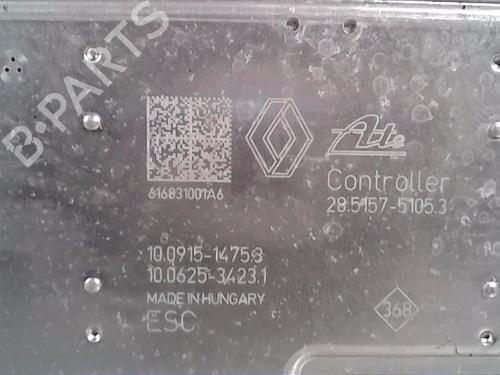 B-PARTS
Ate
616831001A6
Controller
28.5157-5105.3
10.0915-1475.3
10.0625-3423.1
MADE IN HUNGARY
ESC
368